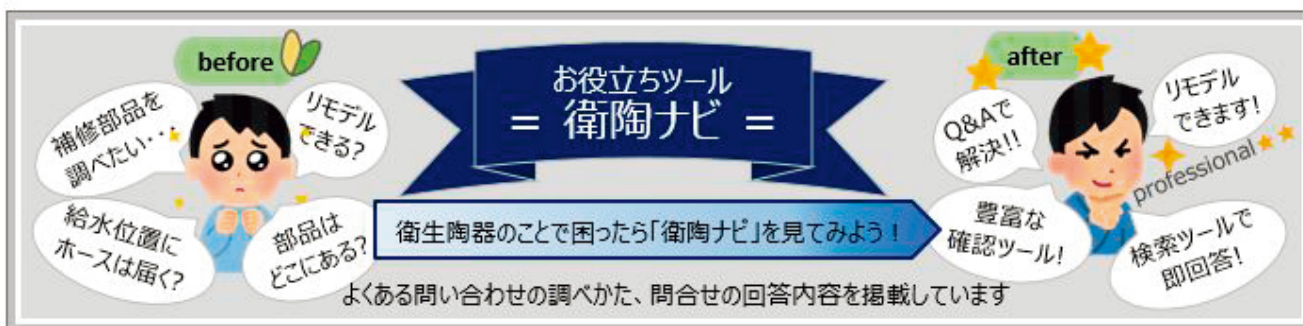 before
補修部品を
調べたい・・・
リモデル
できる?
給水位置に
ホースは届く?
部品は
どこにある?
お役立ちツール
= 衛陶ナビ =
衛生陶器のことで困ったら「衛陶ナビ」を見てみよう!
よくある問い合わせの調べかた、問合せの回答内容を掲載しています
after
Q&Aで
解決!!
リモデル
できます!
professional
豊富な
確認ツール!
検索ツールで
即回答!